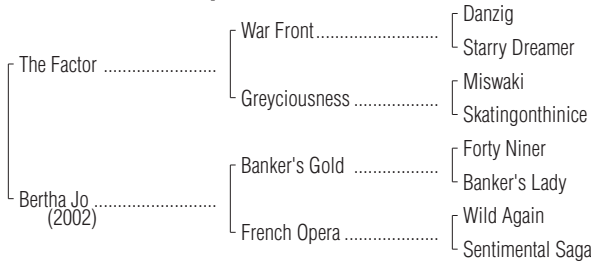 Danzig
War Front........................
Starry Dreamer
The Factor ........................
Miswaki
Greyciousness ..................
Skatingonthinice
Forty Niner
Banker's Gold ..................
Banker's Lady
Bertha Jo ..........................
(2002)
Wild Again
French Opera ....................
Sentimental Saga